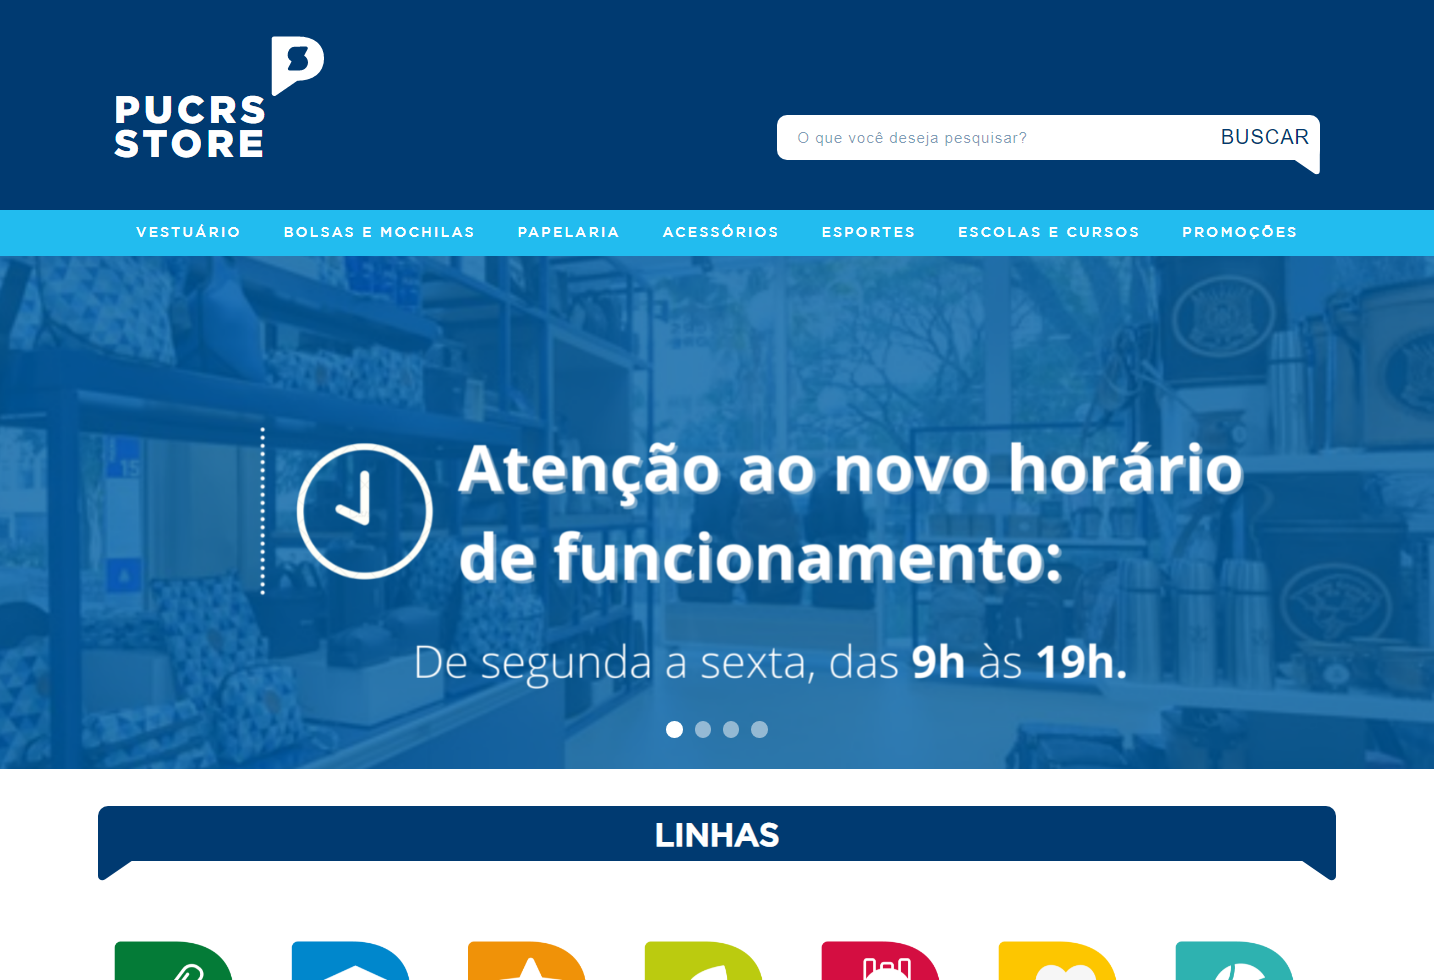 PUCRS
STORE
O que você deseja pesquisar? BUSCAR
VESTUÁRIO BOLSAS E MOCHILAS PAPELARIA ACESSÓRIOS ESPORTES ESCOLAS E CURSOS PROMOÇÕES
Atenção ao novo horário
de funcionamento:
De segunda a sexta, das 9h às 19h.
LINHAS